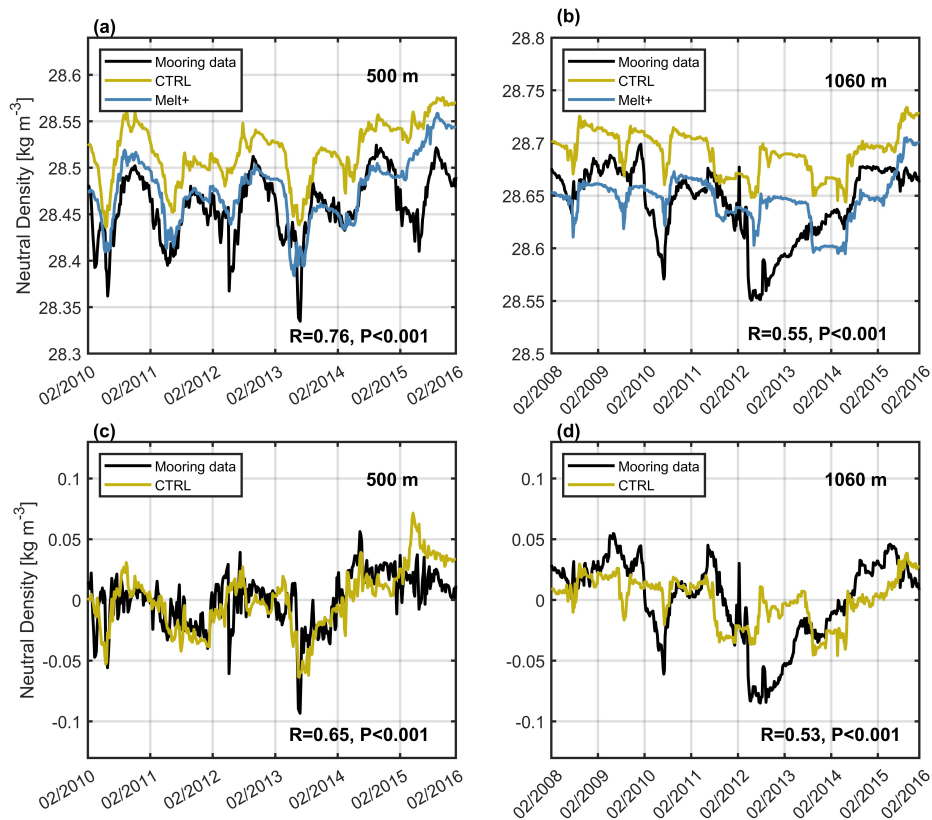 (a)
Mooring data
CTRL
Melt+
500 m
R=0.76, P<0.001
Neutral Density [kg m-3]
28.6
28.55
28.5
28.45
28.4
28.35
28.3
02/2010
02/2011
02/2012
02/2013
02/2014
02/2015
02/2016
(b)
Mooring data
CTRL
Melt+
1060 m
R=0.55, P<0.001
28.8
28.75
28.7
28.65
28.6
28.55
28.5
02/2008
02/2009
02/2010
02/2011
02/2012
02/2013
02/2014
02/2015
02/2016
(c)
Mooring data
CTRL
500 m
R=0.65, P<0.001
Neutral Density [kg m-3]
0.1
0.05
0
-0.05
-0.1
02/2010
02/2011
02/2012
02/2013
02/2014
02/2015
02/2016
(d)
Mooring data
CTRL
1060 m
R=0.53, P<0.001
0.1
0.05
0
-0.05
-0.1
02/2008
02/2009
02/2010
02/2011
02/2012
02/2013
02/2014
02/2015
02/2016